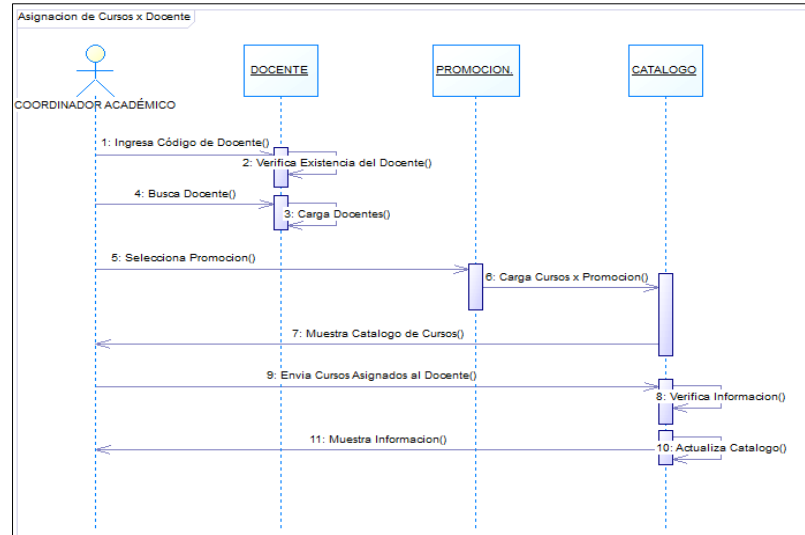 Asignacion de Cursos x Docente
DOCENTE
PROMOCION.
CATALOGO
COORDINADOR ACADÉMICO
1: Ingresa Código de Docente()
2: Verifica Existencia del Docente()
4: Busca Docente()
3: Carga Docentes()
5: Selecciona Promocion()
6: Carga Cursos x Promocion()
7: Muestra Catalogo de Cursos()
9: Envia Cursos Asignados al Docente()
8: Verifica Informacion()
11: Muestra Informacion()
10: Actualiza Catalogo()